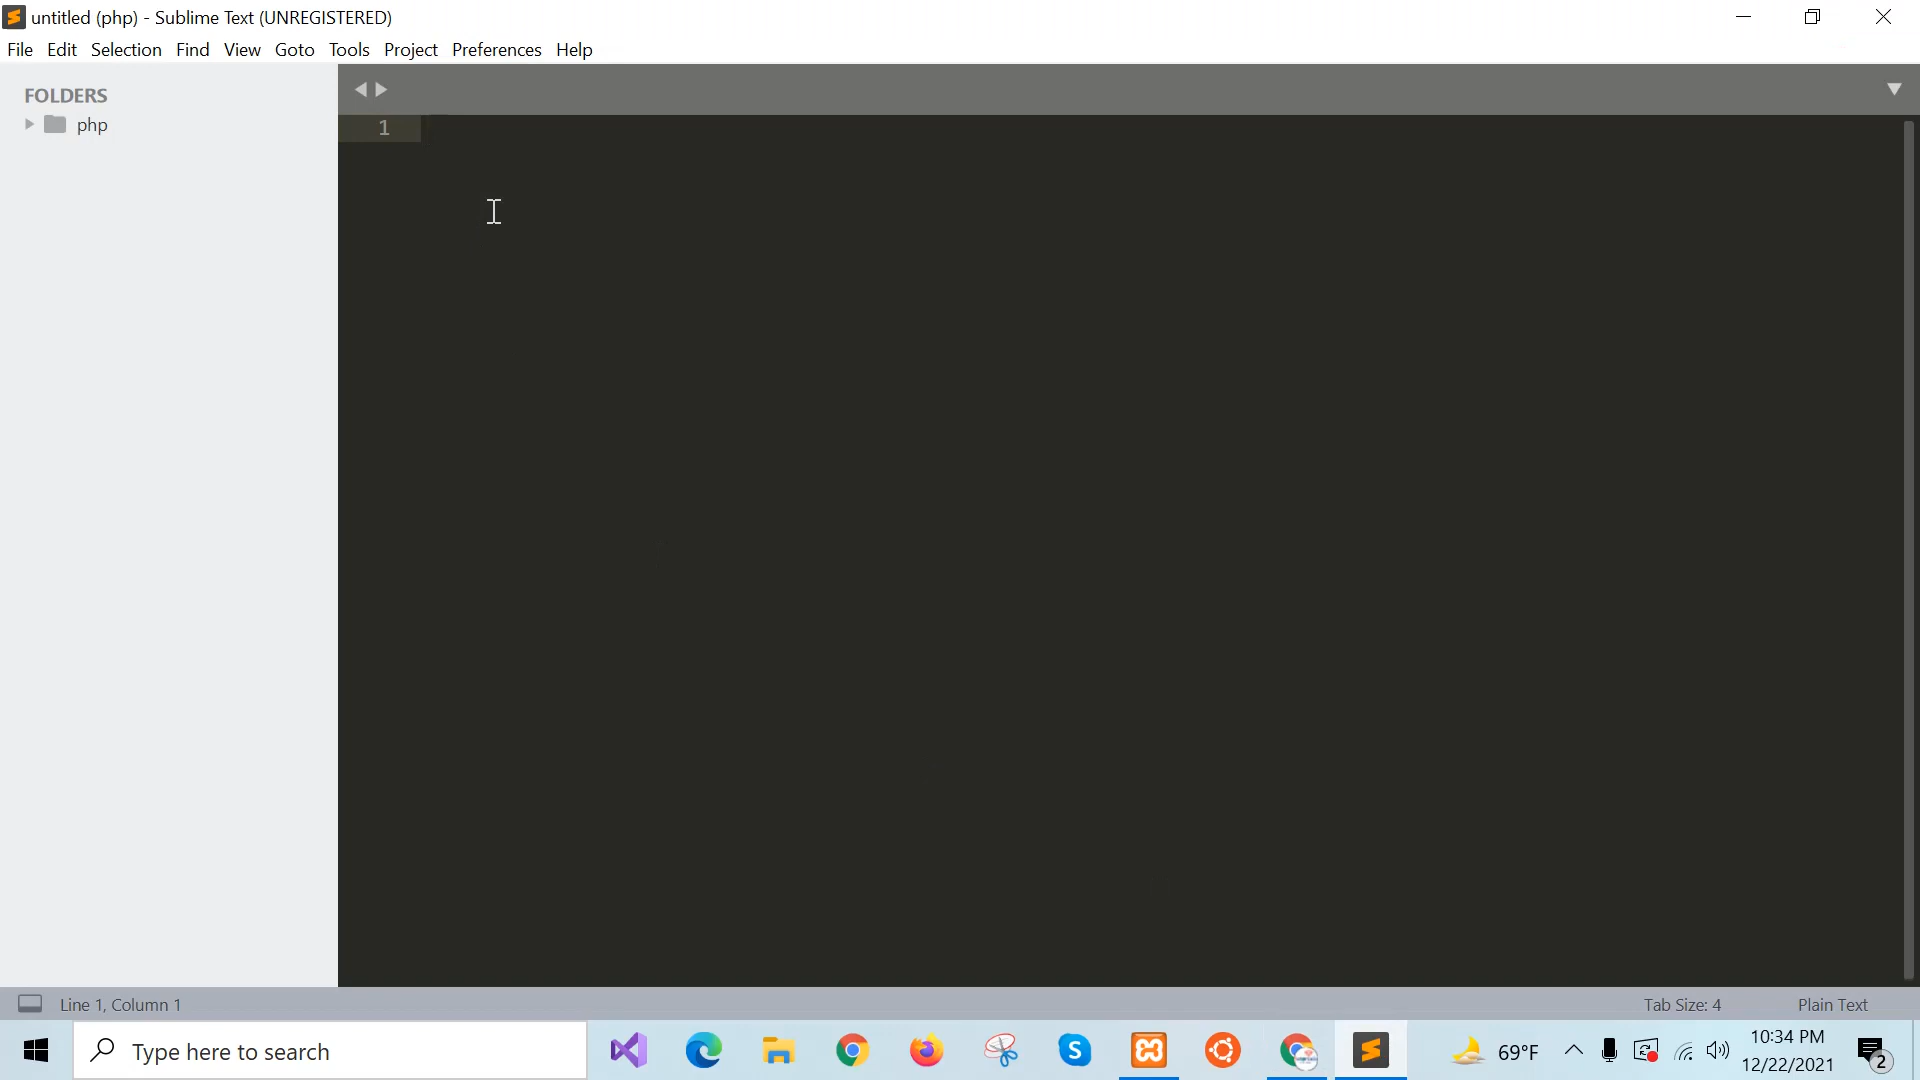 untitled (php) - Sublime Text (UNREGISTERED)
File Edit Selection Find View Goto Tools Project Preferences Help
FOLDERS
php
1
Line 1, Column 1
Tab Size: 4
Plain Text
Type here to search
69°F
10:34 PM
12/22/2021
2